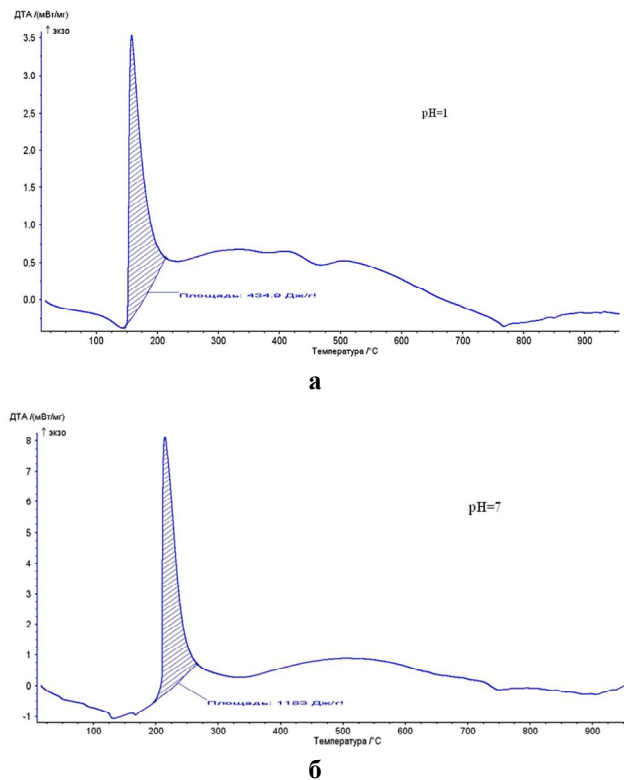 ДТА /(мВт/мг)
↑ экзо
3.5
3.0
2.5
2.0
1.5
1.0
0.5
0.0
pH=1
Площадь: 434.9 Дж/г!
100 200 300 400 500 600 700 800 900
Температура /°C
а
ДТА /(мВт/мг)
↑ экзо
8
7
6
5
4
3
2
1
0
-1
pH=7
Площадь: 1183 Дж/г!
100 200 300 400 500 600 700 800 900
Температура /°C
б